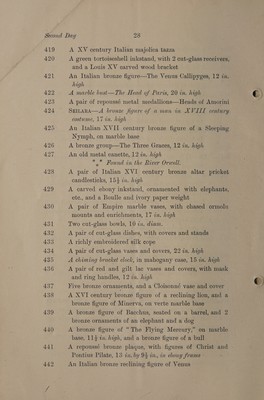 Second Day 28
419 A XV century Italian majolica tazza
420 A green tortoiseshell inkstand, with 2 cut-glass receivers, and a Louis XV carved wood bracket
421 An Italian bronze figure—The Venus Callipyges, 12 in. high
422 A marble bust—The Head of Paris, 20 in. high
423 A pair of repoussé metal medallions—Heads of Amorini
424 A bronze figure of a man in XVIII century costume, 17 in. high
425 An Italian XVII century bronze figure of a Sleeping Nymph, on marble base
426 A bronze group—The Three Graces, 12 in. high
427 An old metal cassette, 12 in. high
*** Found in the River Orwell.
428 A pair of Italian XVI century bronze altar pricket candlesticks, 15½ in. high
429 A carved ebony inkstand, ornamented with elephants, etc., and a Boulle and ivory paper weight
430 A pair of Empire marble vases, with chased ormolu mounts and enrichments, 17 in. high
431 Two cut-glass bowls, 10 in. diam.
432 A pair of cut-glass dishes, with covers and stands
433 A richly embroidered silk rope
434 A pair of cut-glass vases and covers, 22 in. high
435 A chiming bracket clock, in mahogany case, 15 in. high
436 A pair of red and gilt lac vases and covers, with mask and ring handles, 12 in. high
437 Five bronze ornaments, and a Cloisonné vase and cover
438 A XVI century bronze figure of a reclining lion, and a bronze figure of Minerva, on verte marble base
439 A bronze figure of Bacchus, seated on a barrel, and 2 bronze ornaments of an elephant and a dog
440 A bronze figure of "The Flying Mercury," on marble base, 11½ in. high, and a bronze figure of a bull
441 A repoussé bronze plaque, with figures of Christ and Pontius Pilate, 13 in. by 9½ in., in ebony frame
442 An Italian bronze reclining figure of Venus